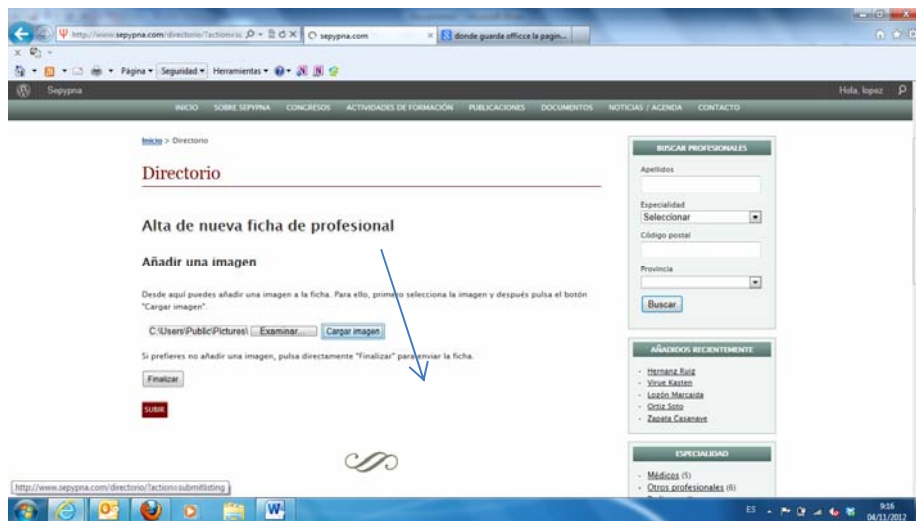 http://www.sepypna.com/directorio/?action=su
sepypna.com
donde guarda officce la pagin...
Página Seguridad Herramientas
Sepypna
Hola, lopez
INICIO SOBRE SEPYPNA CONGRESOS ACTIVIDADES DE FORMACIÓN PUBLICACIONES DOCUMENTOS NOTICIAS / AGENDA CONTACTO
Inicio > Directorio
Directorio
Alta de nueva ficha de profesional
Añadir una imagen
Desde aquí puedes añadir una imagen a la ficha. Para ello, primero selecciona la imagen y después pulsa el botón
"Cargar imagen".
C:\Users\Public\Pictures\ Examinar... Cargar imagen
Si prefieres no añadir una imagen, pulsa directamente "Finalizar" para enviar la ficha.
Finalizar
SUBIR
BUSCAR PROFESIONALES
Apellidos
Especialidad
Seleccionar
Código postal
Provincia
Buscar
AÑADIDOS RECIENTEMENTE
Hernanz Ruiz
Virue Kasten
Lozón Marcaida
Ortiz Soto
Zapata Casanave
ESPECIALIDAD
Médicos (5)
Otros profesionales (6)
http://www.sepypna.com/directorio/?action=submitlisting
ES
9:16
04/11/2012